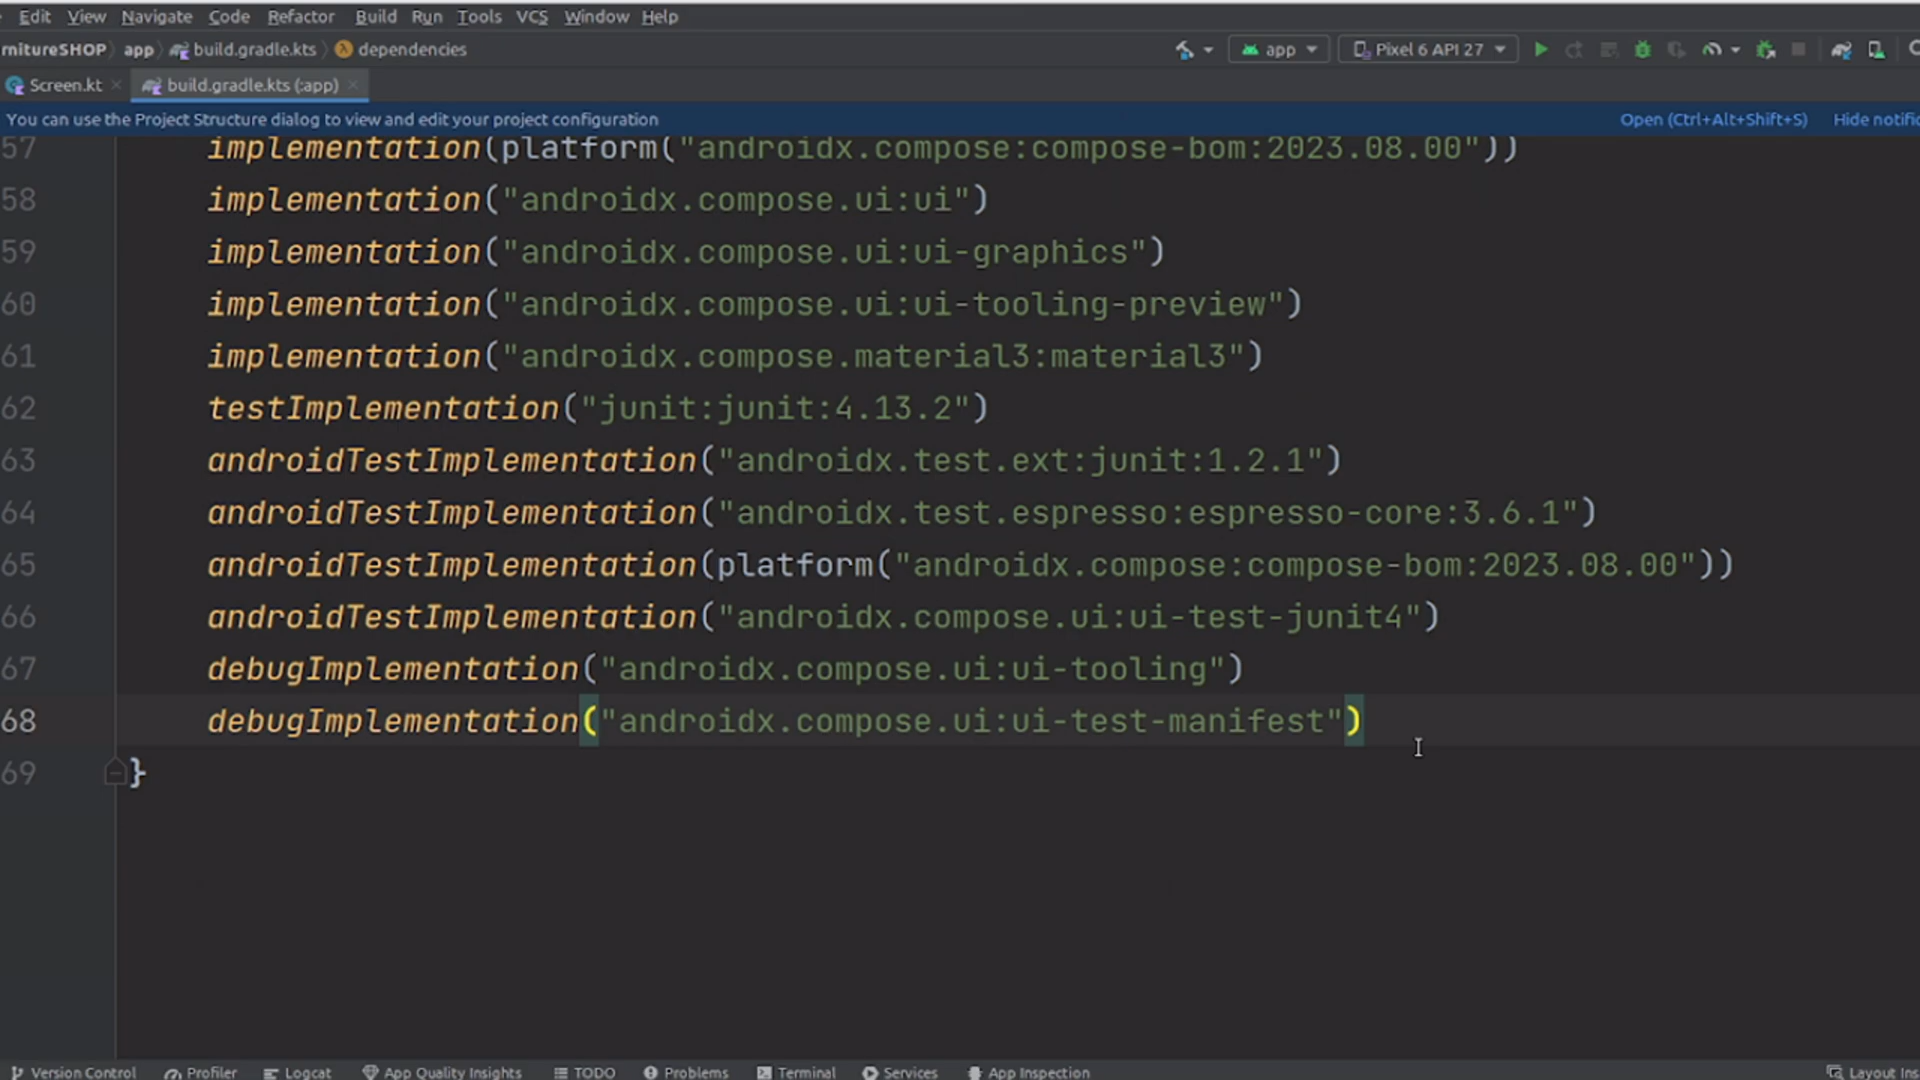 Edit View Navigate Code Refactor Build Run Tools VCS Window Help
rnitureSHOP app build.gradle.kts dependencies app Pixel 6 API 27
Screen.kt build.gradle.kts (:app)
You can use the Project Structure dialog to view and edit your project configuration Open (Ctrl+Alt+Shift+S) Hide notific
57 implementation(platform("androidx.compose:compose-bom:2023.08.00"))
58 implementation("androidx.compose.ui:ui")
59 implementation("androidx.compose.ui:ui-graphics")
60 implementation("androidx.compose.ui:ui-tooling-preview")
61 implementation("androidx.compose.material3:material3")
62 testImplementation("junit:junit:4.13.2")
63 androidTestImplementation("androidx.test.ext:junit:1.2.1")
64 androidTestImplementation("androidx.test.espresso:espresso-core:3.6.1")
65 androidTestImplementation(platform("androidx.compose:compose-bom:2023.08.00"))
66 androidTestImplementation("androidx.compose.ui:ui-test-junit4")
67 debugImplementation("androidx.compose.ui:ui-tooling")
68 debugImplementation("androidx.compose.ui:ui-test-manifest")
69 }
Version Control Profiler Logcat App Quality Insights TODO Problems Terminal Services App Inspection Layout Ins